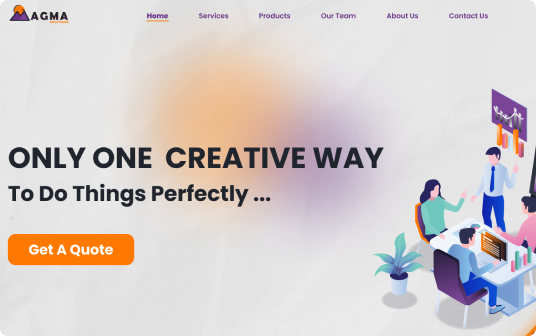 AGMA
Home
Services
Products
Our Team
About Us
Contact Us
ONLY ONE CREATIVE WAY
To Do Things Perfectly ...
Get A Quote